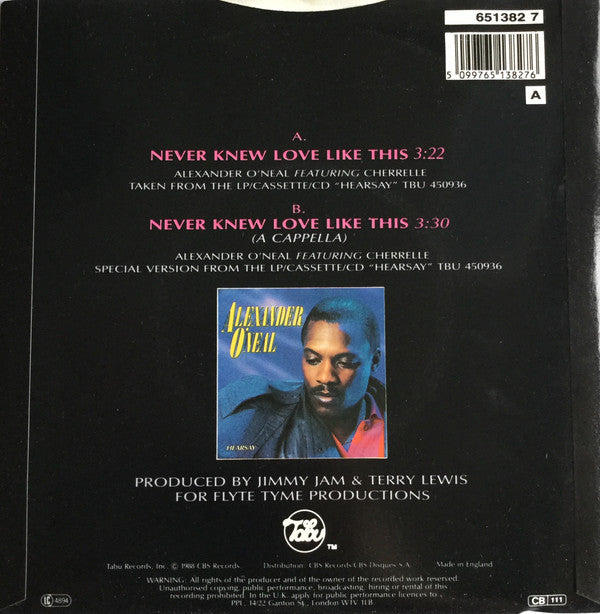 651382 7
5 099765 138276
A
A.
NEVER KNEW LOVE LIKE THIS 3:22
ALEXANDER O'NEAL FEATURING CHERRELLE
TAKEN FROM THE LP/CASSETTE/CD "HEARSAY" TBU 450936
B.
NEVER KNEW LOVE LIKE THIS 3:30
(A CAPPELLA)
ALEXANDER O'NEAL FEATURING CHERRELLE
SPECIAL VERSION FROM THE LP/CASSETTE/CD "HEARSAY" TBU 450936
ALEXANDER
O'NEAL
HEARSAY
PRODUCED BY JIMMY JAM & TERRY LEWIS
FOR FLYTE TYME PRODUCTIONS
Tabu
TM
Tabu Records, Inc. ℗ 1988 CBS Records. Distribution: CBS Records CBS Disques S.A. Made in England
WARNING: All rights of the producer and of the owner of the recorded work reserved.
Unauthorised copying, public performance, broadcasting, hiring or rental of this
recording prohibited. In the U.K. apply for public performance licences to
PPL, 14/22 Ganton St., London W1V 1LB.
LC 4894
CB 111